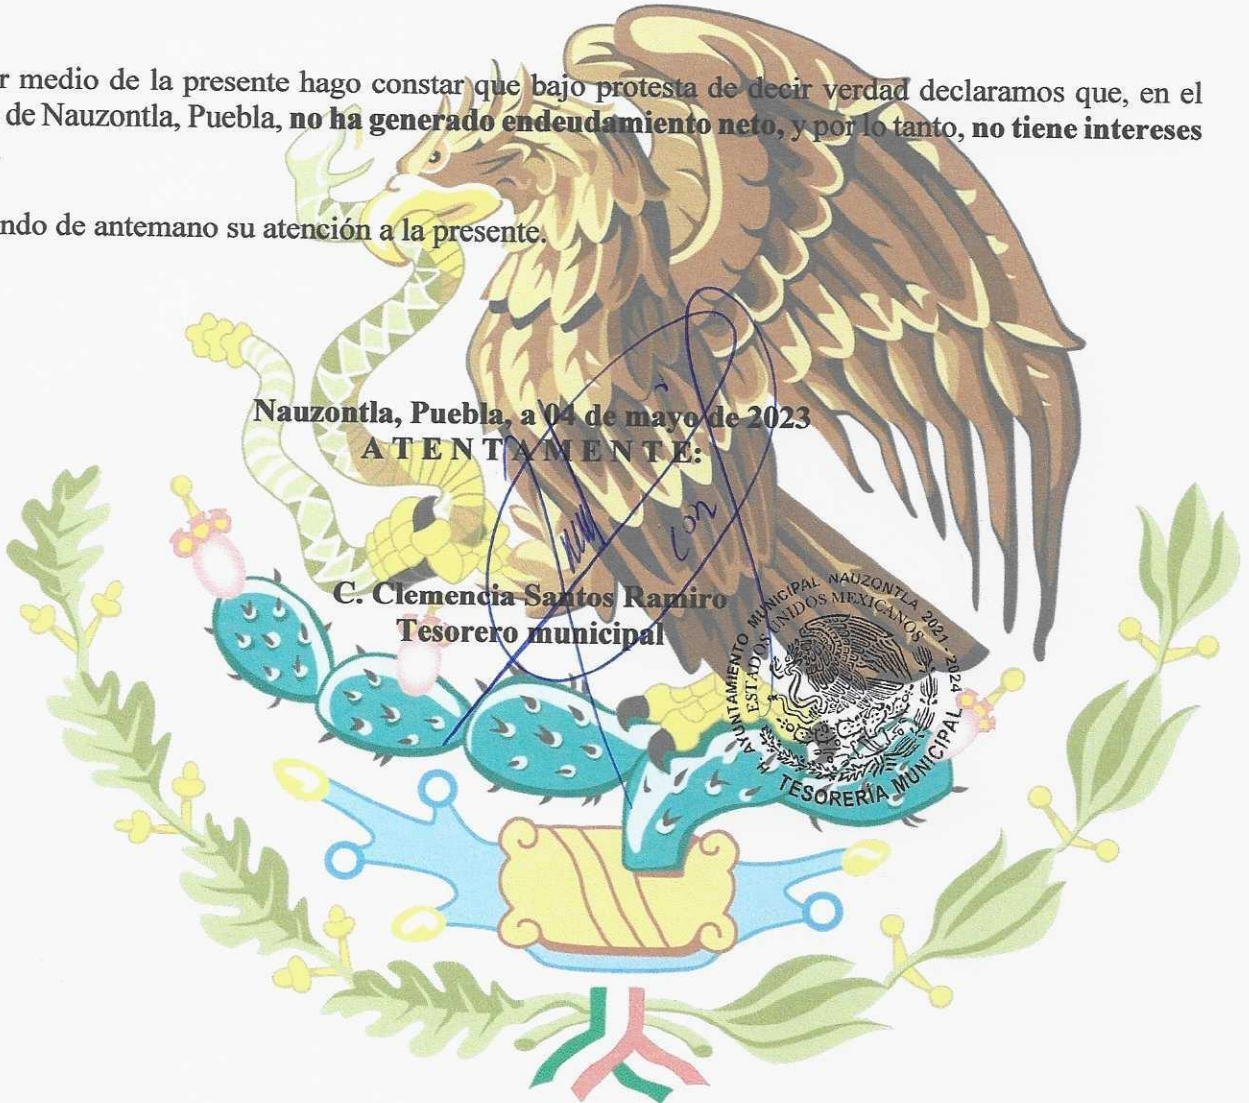 r medio de la presente hago constar que bajo protesta de decir verdad declaramos que, en el
de Nauzontla, Puebla, no ha generado endeudamiento neto, y por lo tanto, no tiene intereses
ndo de antemano su atención a la presente.
Nauzontla, Puebla, a 04 de mayo de 2023
A T E N T A M E N T E:
C. Clemencia Santos Ramiro
Tesorero municipal
H. AYUNTAMIENTO MUNICIPAL NAUZONTLA 2021 - 2024
ESTADOS UNIDOS MEXICANOS
TESORERÍA MUNICIPAL